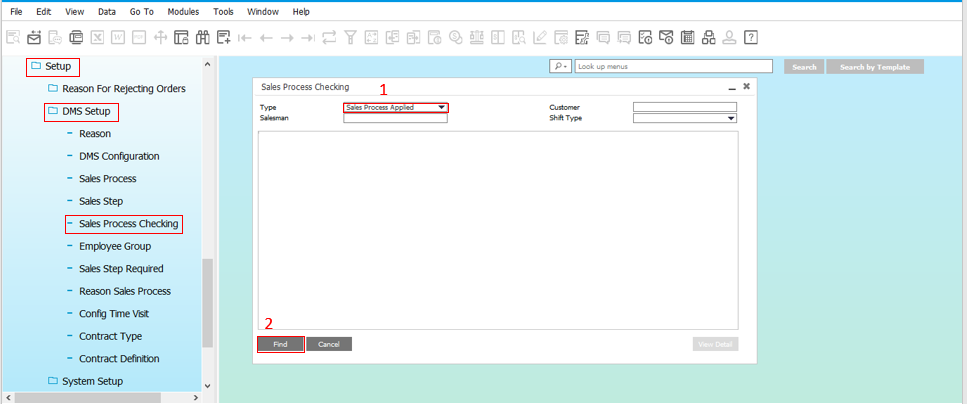 File Edit View Data Go To Modules Tools Window Help
Look up menus Search Search by Template
Setup
Reason For Rejecting Orders
DMS Setup
Reason
DMS Configuration
Sales Process
Sales Step
Sales Process Checking
Employee Group
Sales Step Required
Reason Sales Process
Config Time Visit
Contract Type
Contract Definition
System Setup
Sales Process Checking
1
Type Sales Process Applied Customer
Salesman Shift Type
2
Find Cancel View Detail